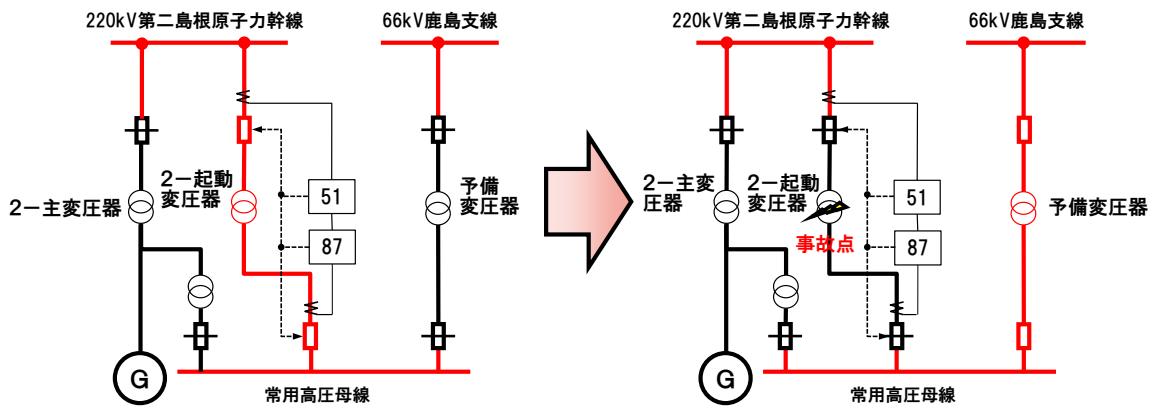 220kV第二島根原子力幹線
66kV鹿島支線
2－主変圧器
2－起動
変圧器
51
87
予備
変圧器
G
常用高圧母線
220kV第二島根原子力幹線
66kV鹿島支線
2－主変
圧器
2－起動
変圧器
事故点
51
87
予備変圧器
G
常用高圧母線